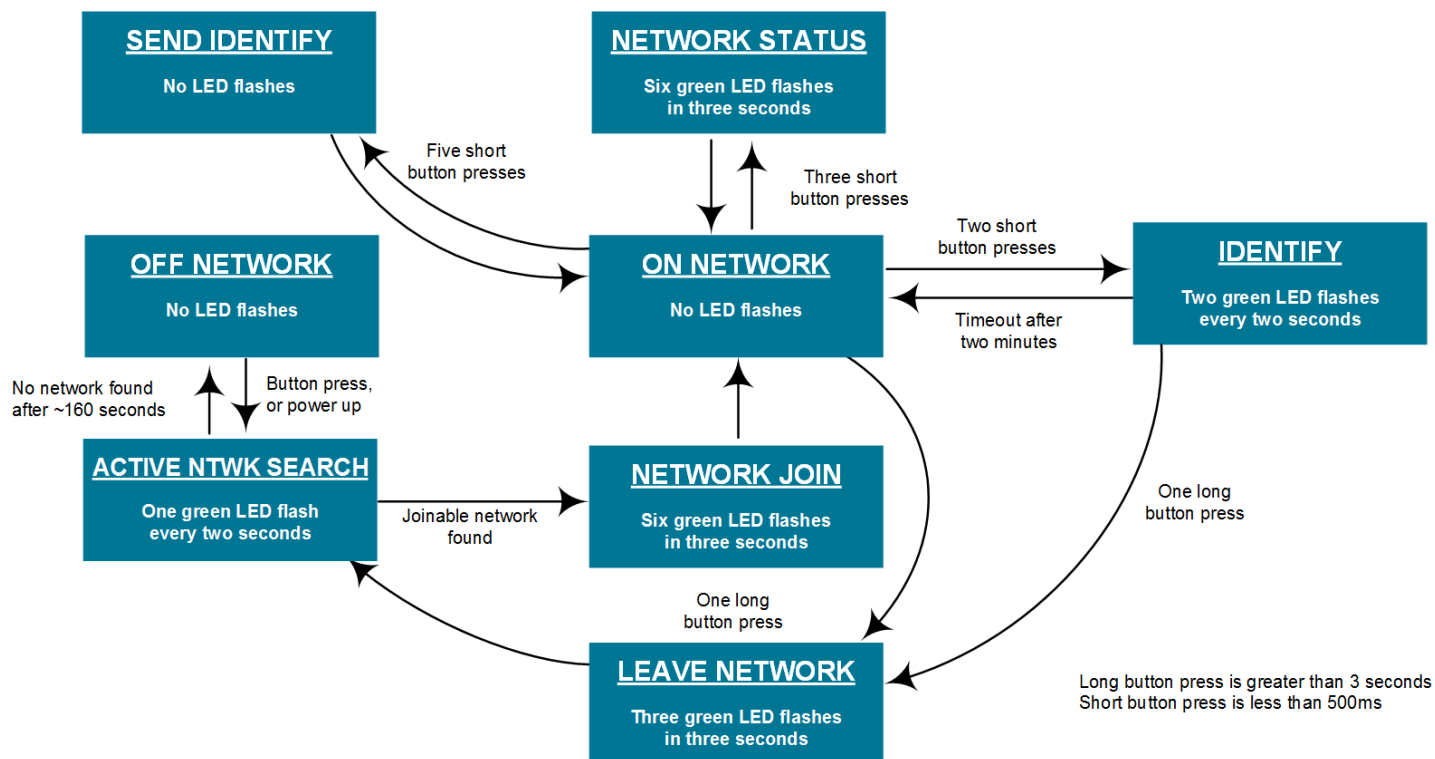 SEND IDENTIFY
No LED flashes
NETWORK STATUS
Six green LED flashes
in three seconds
Five short
button presses
Three short
button presses
OFF NETWORK
No LED flashes
ON NETWORK
No LED flashes
Two short
button presses
IDENTIFY
Two green LED flashes
every two seconds
Timeout after
two minutes
No network found
after ~160 seconds
Button press,
or power up
ACTIVE NTWK SEARCH
One green LED flash
every two seconds
Joinable network
found
NETWORK JOIN
Six green LED flashes
in three seconds
One long
button press
One long
button press
LEAVE NETWORK
Three green LED flashes
in three seconds
Long button press is greater than 3 seconds
Short button press is less than 500ms